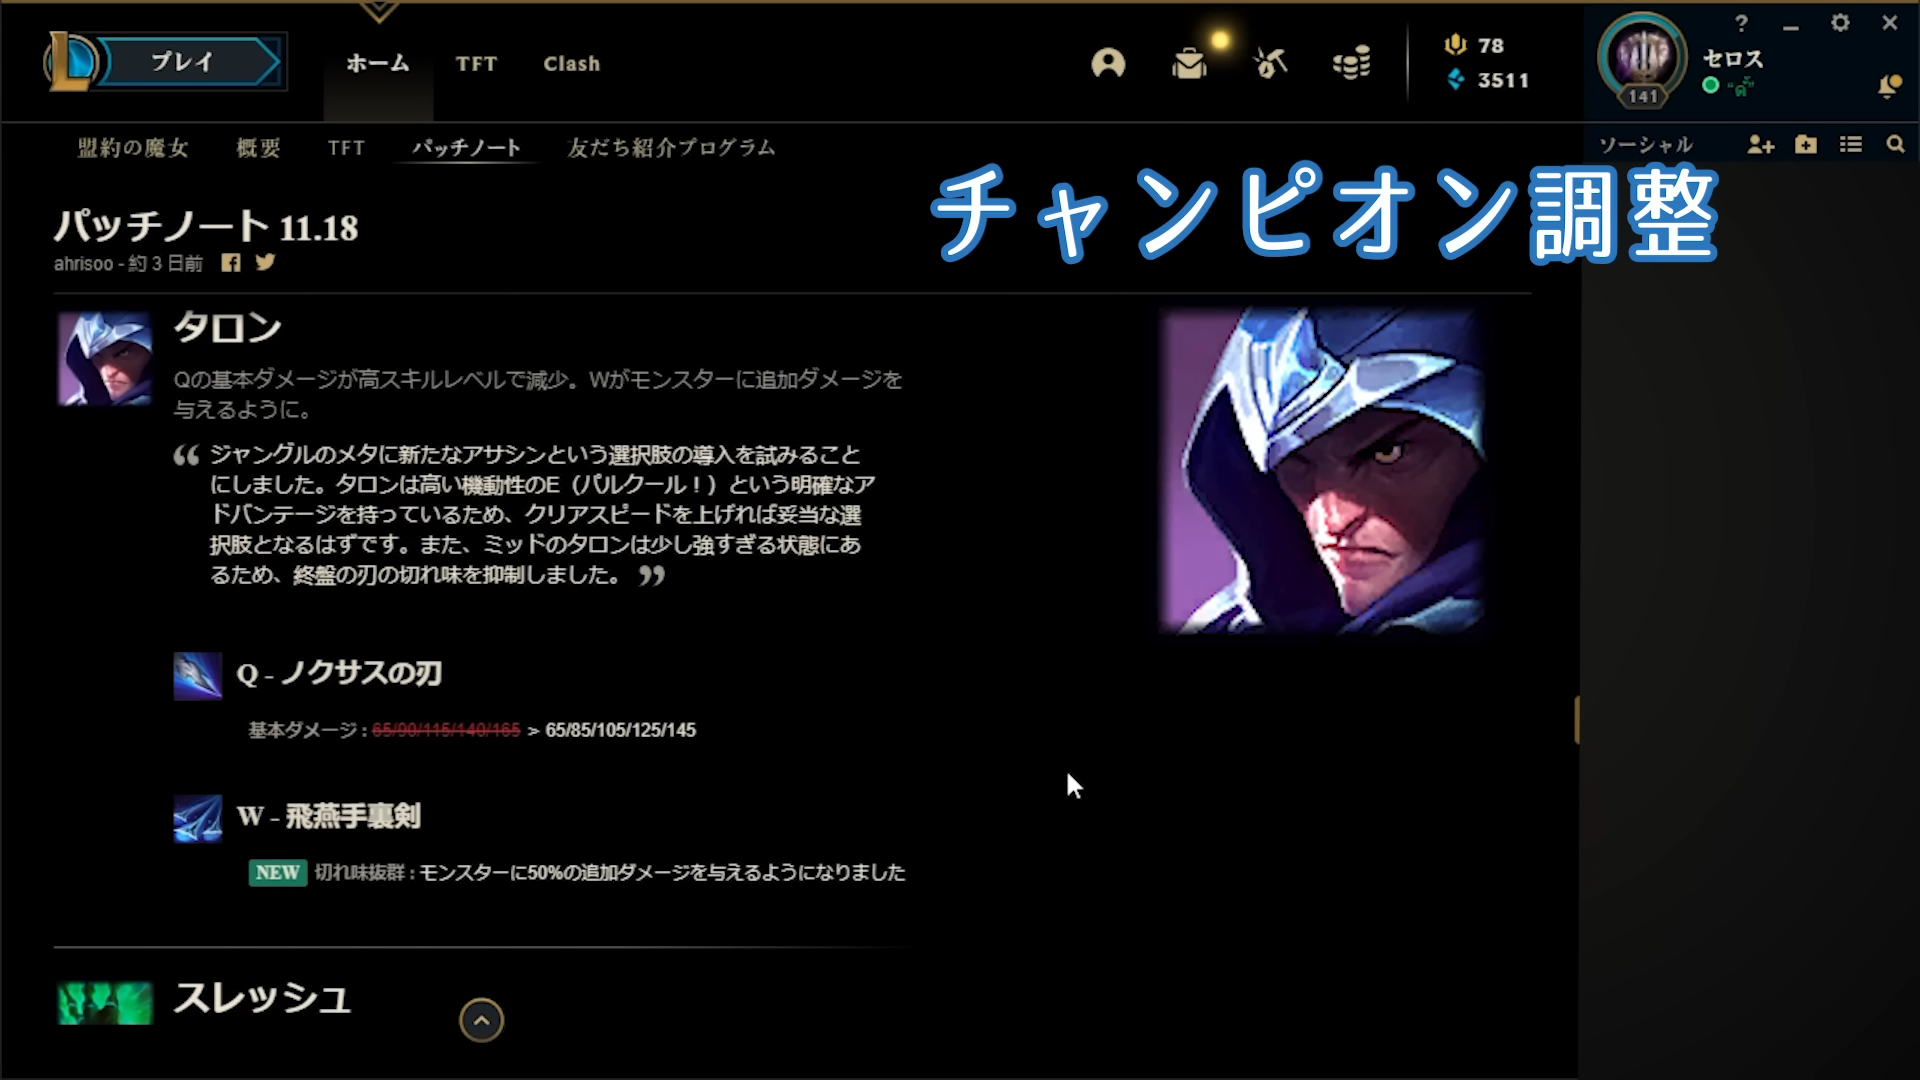 プレイ
ホーム
TFT
Clash
78
3511
141
セロス
盟約の魔女
概要
TFT
パッチノート
友だち紹介プログラム
ソーシャル
チャンピオン調整
パッチノート 11.18
ahrisoo - 約 3 日前
タロン
Qの基本ダメージが高スキルレベルで減少。Wがモンスターに追加ダメージを
与えるように。
“ ジャングルのメタに新たなアサシンという選択肢の導入を試みること
にしました。タロンは高い機動性のE（パルクール！）という明確なア
ドバンテージを持っているため、クリアスピードを上げれば妥当な選
択肢となるはずです。また、ミッドのタロンは少し強すぎる状態にあ
るため、終盤の刃の切れ味を抑制しました。 ”
Q - ノクサスの刃
基本ダメージ : 65/90/115/140/165 > 65/85/105/125/145
W - 飛燕手裏剣
NEW 切れ味抜群 : モンスターに50%の追加ダメージを与えるようになりました
スレッシュ